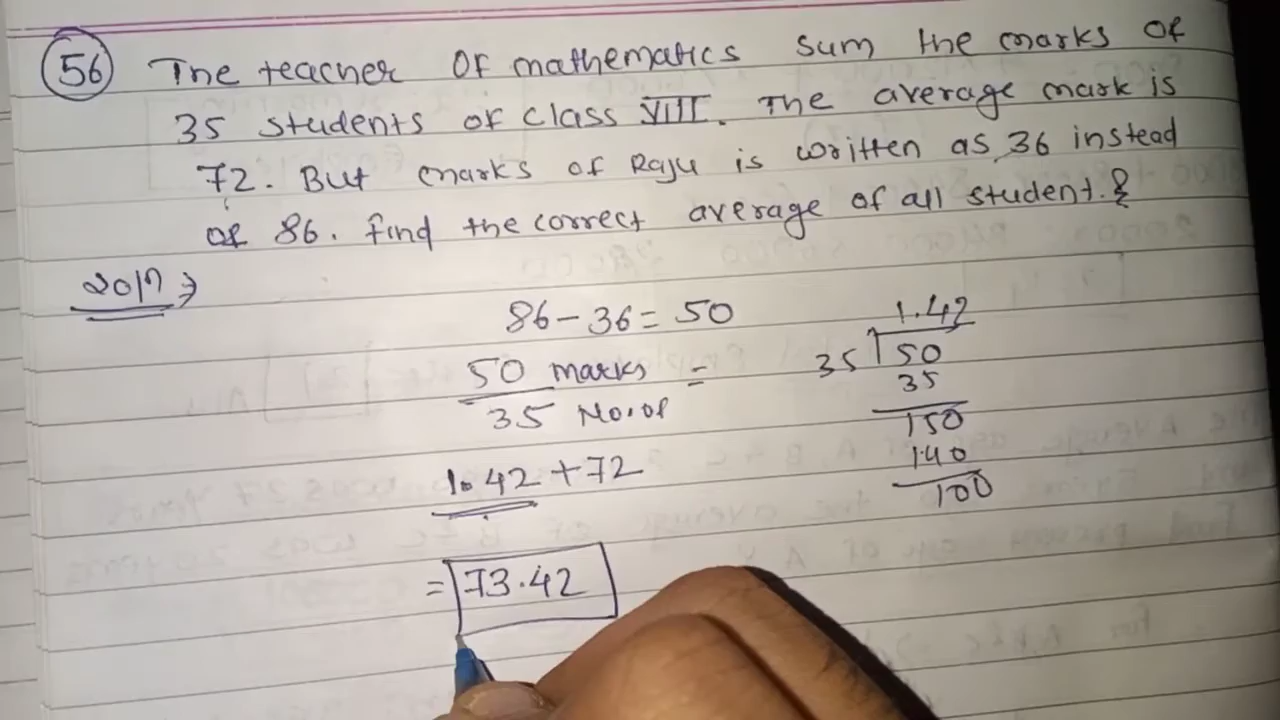 56 The teacher of mathematics sum the marks of
35 students of class VIII. The average mark is
72. But marks of Raju is written as 36 instead
of 86. find the correct average of all student.?
86 - 36 = 50
50 marks =
35 No. of
1.42 + 72
= 73.42
1.42
35 50
35
150
140
100